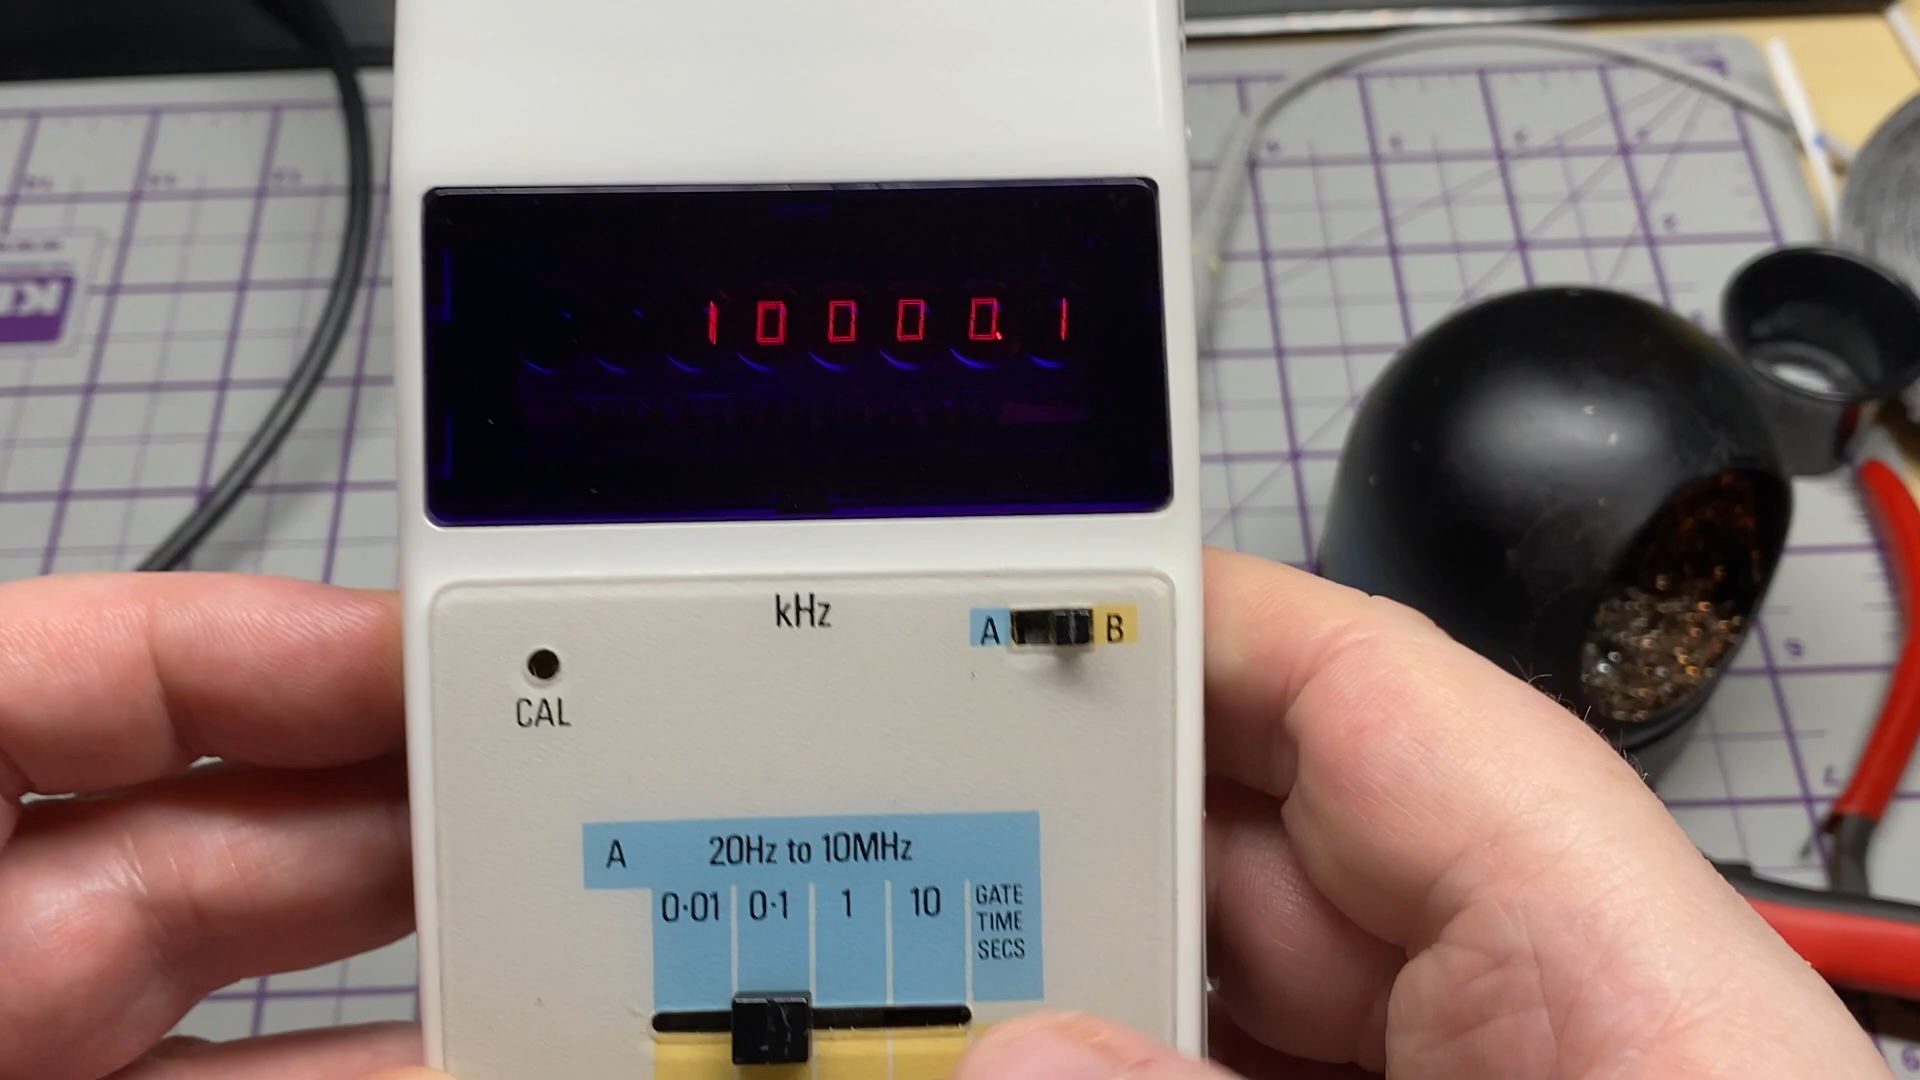 10000.1
kHz
A B
CAL
A 20Hz to 10MHz
0·01 0·1 1 10 GATE
TIME
SECS